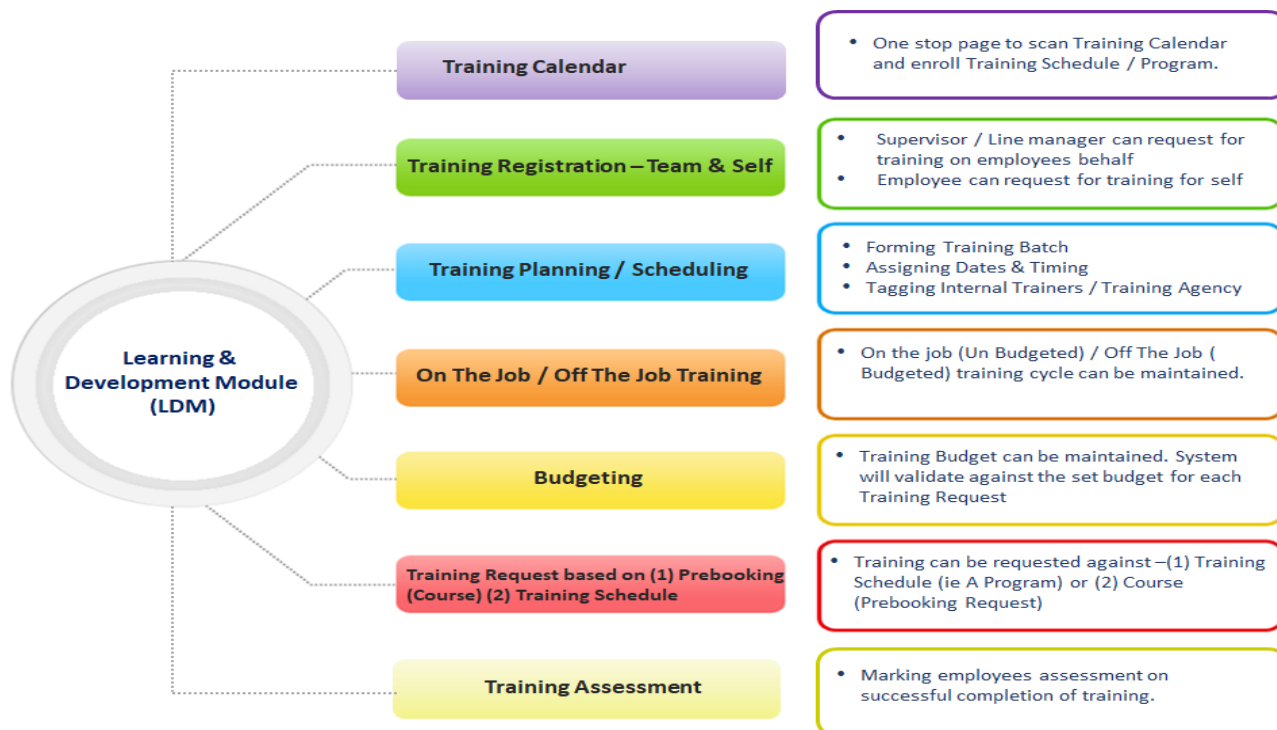 Learning &
Development Module
(LDM)
Training Calendar
• One stop page to scan Training Calendar
and enroll Training Schedule / Program.
Training Registration – Team & Self
• Supervisor / Line manager can request for
training on employees behalf
• Employee can request for training for self
Training Planning / Scheduling
• Forming Training Batch
• Assigning Dates & Timing
• Tagging Internal Trainers / Training Agency
On The Job / Off The Job Training
• On the job (Un Budgeted) / Off The Job (
Budgeted) training cycle can be maintained.
Budgeting
• Training Budget can be maintained. System
will validate against the set budget for each
Training Request
Training Request based on (1) Prebooking
(Course) (2) Training Schedule
• Training can be requested against –(1) Training
Schedule (ie A Program) or (2) Course
(Prebooking Request)
Training Assessment
• Marking employees assessment on
successful completion of training.